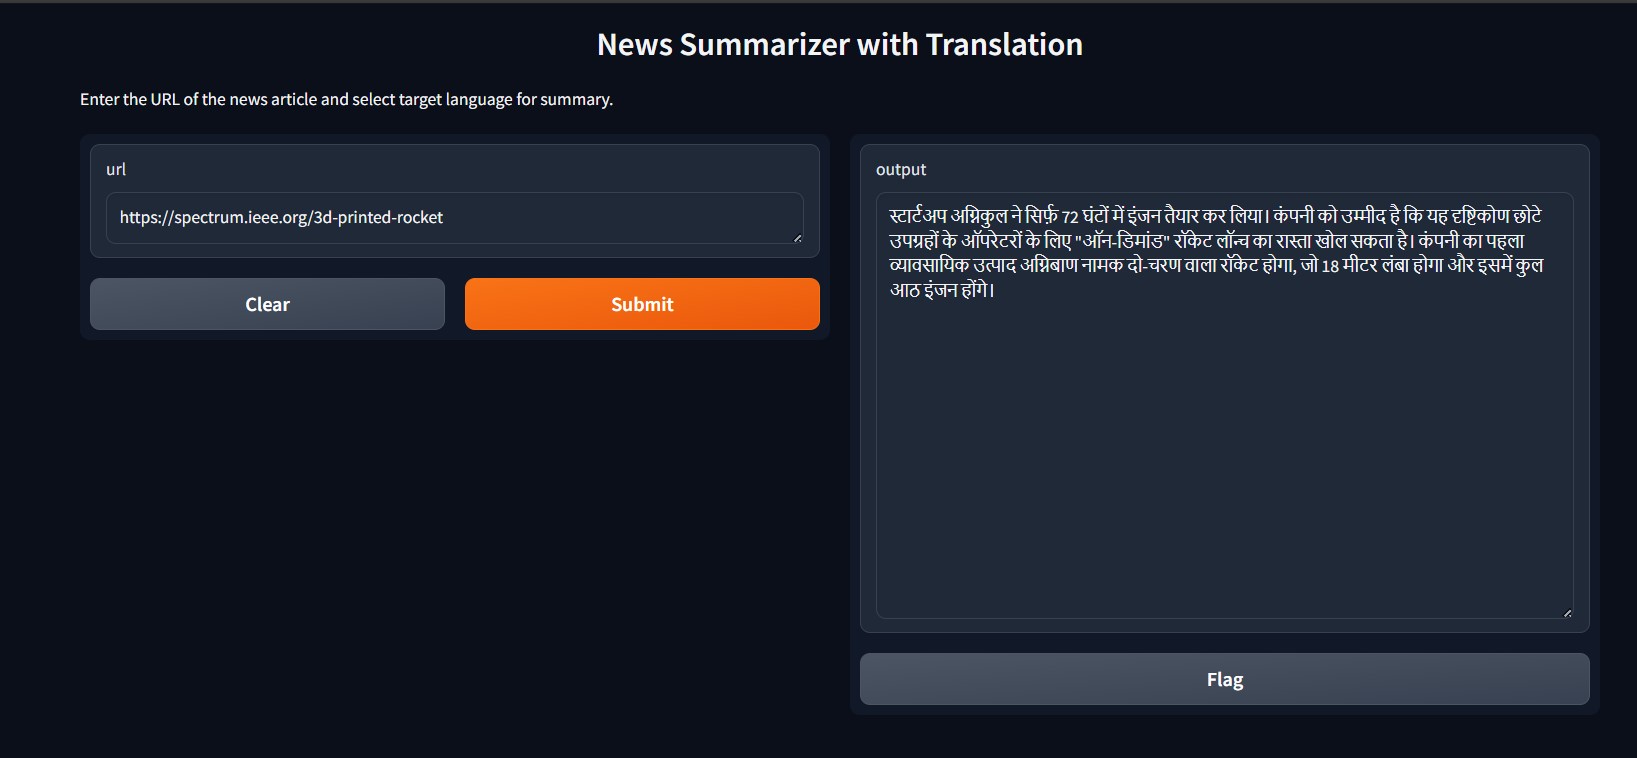 News Summarizer with Translation
Enter the URL of the news article and select target language for summary.
url
https://spectrum.ieee.org/3d-printed-rocket
Clear
Submit
output
स्टार्टअप अग्निकुल ने सिर्फ़ 72 घंटों में इंजन तैयार कर लिया। कंपनी को उम्मीद है कि यह दृष्टिकोण छोटे
उपग्रहों के ऑपरेटरों के लिए "ऑन-डिमांड" रॉकेट लॉन्च का रास्ता खोल सकता है। कंपनी का पहला
व्यावसायिक उत्पाद अग्निबाण नामक दो-चरण वाला रॉकेट होगा, जो 18 मीटर लंबा होगा और इसमें कुल
आठ इंजन होंगे।
Flag